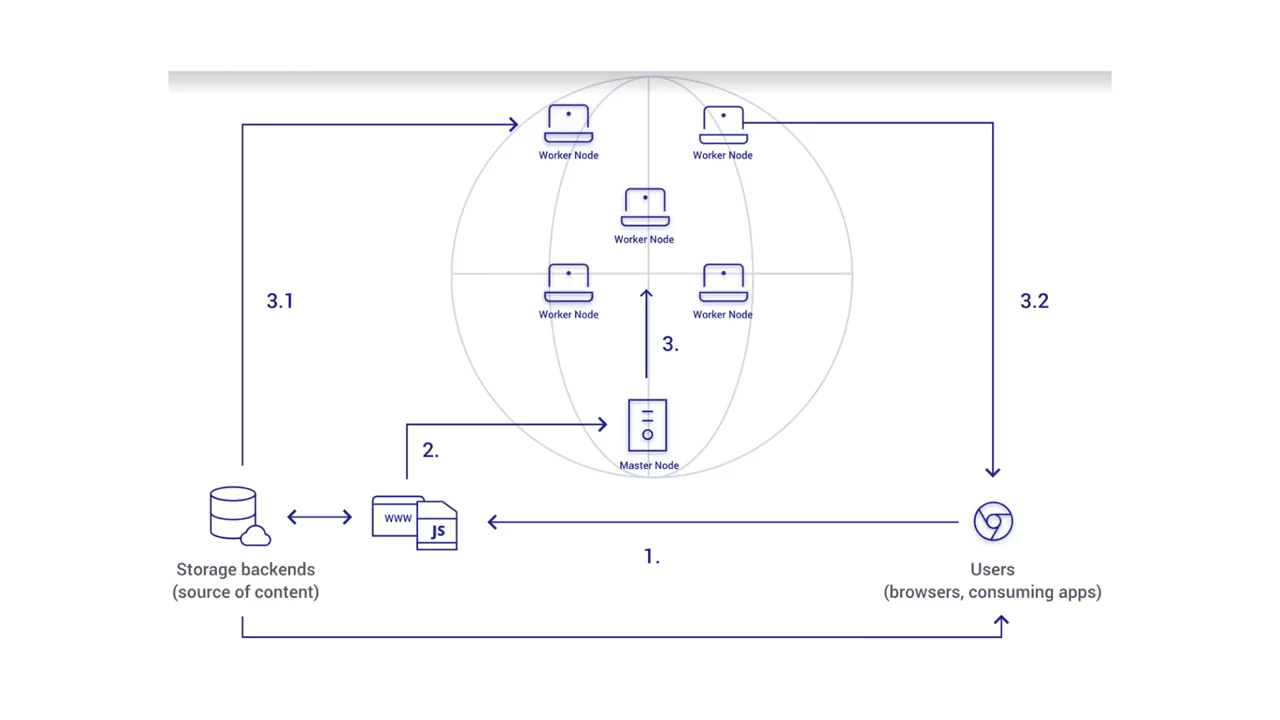 Worker Node
Worker Node
Worker Node
Worker Node
Worker Node
3.1
3.2
3.
2.
Master Node
WWW
JS
1.
Storage backends
(source of content)
Users
(browsers, consuming apps)